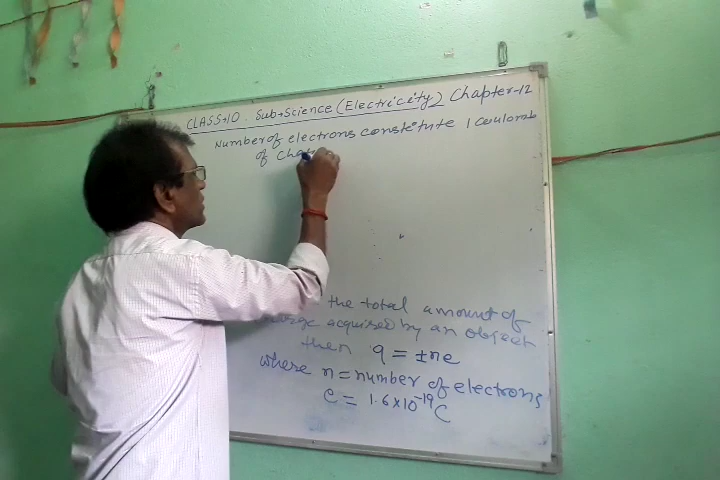 CLASS-10. Sub-Science (Electricity) Chapter-12
Number of electrons constitute 1 Coulomb
of
the total amount of
acquired by an object
then q = ±ne
where n = number of electrons
e = 1.6×10⁻¹⁹C